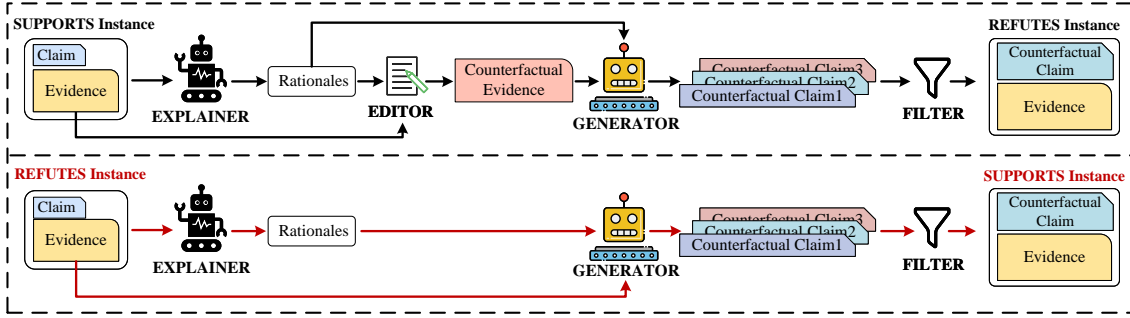 SUPPORTS Instance
Claim
Evidence
EXPLAINER
Rationales
EDITOR
Counterfactual
Evidence
GENERATOR
Counterfactual Claim3
Counterfactual Claim2
Counterfactual Claim1
FILTER
REFUTES Instance
Counterfactual
Claim
Evidence
REFUTES Instance
Claim
Evidence
EXPLAINER
Rationales
GENERATOR
Counterfactual Claim3
Counterfactual Claim2
Counterfactual Claim1
FILTER
SUPPORTS Instance
Counterfactual
Claim
Evidence